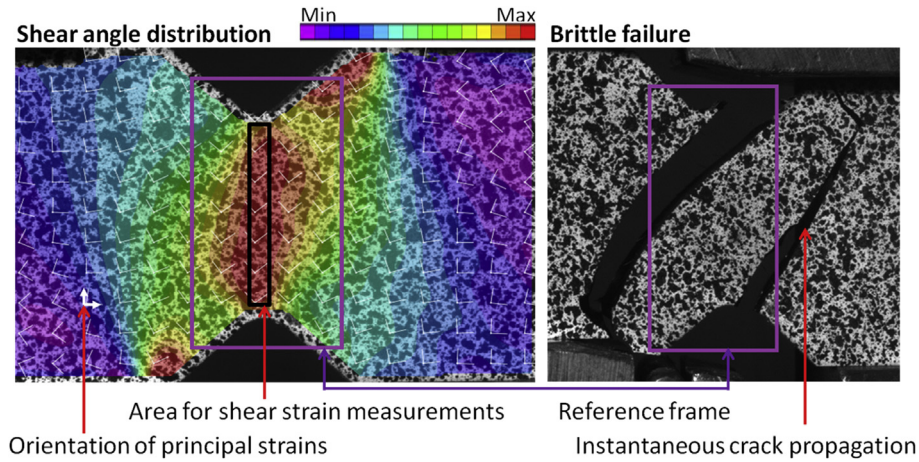 Min Max
Shear angle distribution Brittle failure
Area for shear strain measurements Reference frame
Orientation of principal strains Instantaneous crack propagation